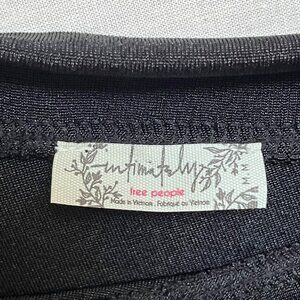 intimately
free people
Made in Vietnam . Fabriqué au Vietnam
M
M